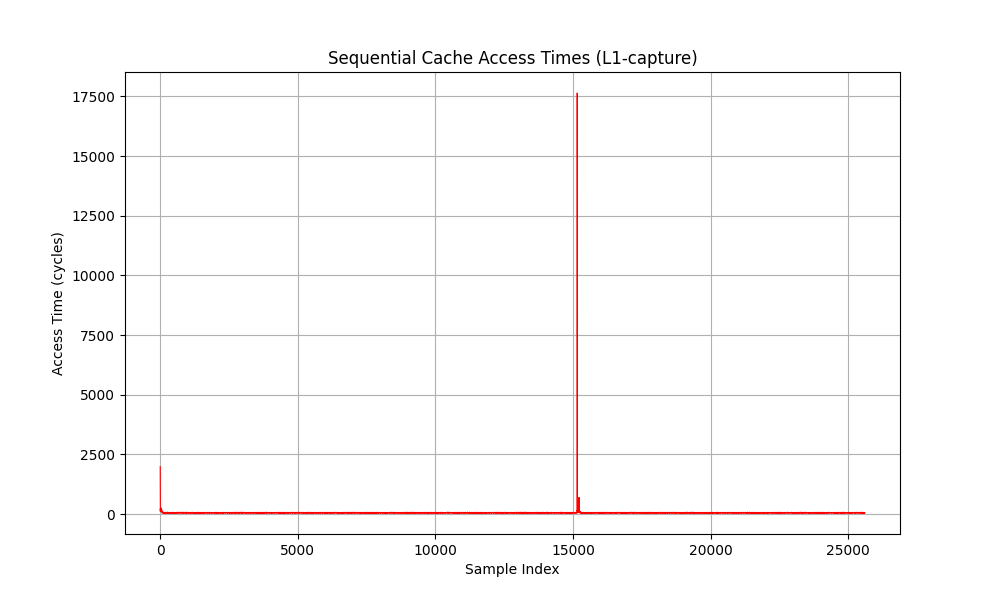 Sequential Cache Access Times (L1-capture)
17500
15000
12500
10000
7500
5000
2500
0
Access Time (cycles)
0 5000 10000 15000 20000 25000
Sample Index